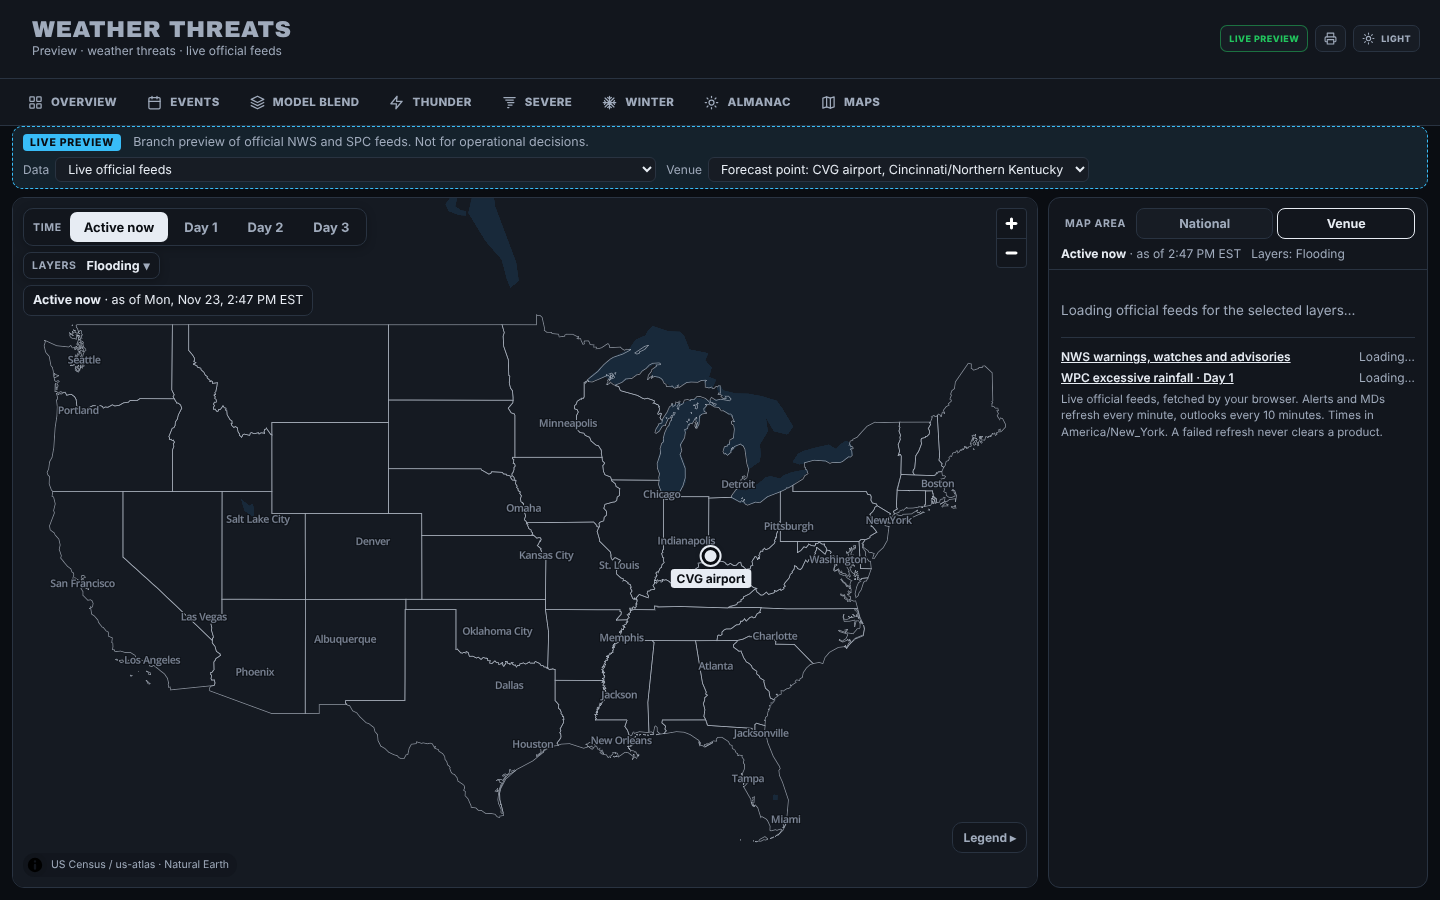 WEATHER THREATS
Preview · weather threats · live official feeds
LIVE PREVIEW
LIGHT
OVERVIEW
EVENTS
MODEL BLEND
THUNDER
SEVERE
WINTER
ALMANAC
MAPS
LIVE PREVIEW Branch preview of official NWS and SPC feeds. Not for operational decisions.
Data Live official feeds Venue Forecast point: CVG airport, Cincinnati/Northern Kentucky
TIME Active now Day 1 Day 2 Day 3
LAYERS Flooding ▾
Active now · as of Mon, Nov 23, 2:47 PM EST
+
−
Seattle
Portland
Minneapolis
Boston
Detroit
Chicago
Omaha
Salt Lake City
New York
Pittsburgh
Denver
Indianapolis
Kansas City
Washington
St. Louis
CVG airport
San Francisco
Las Vegas
Oklahoma City
Albuquerque
Memphis
Charlotte
Los Angeles
Phoenix
Atlanta
Dallas
Jackson
Jacksonville
Houston
New Orleans
Tampa
Miami
Legend ▸
US Census / us-atlas · Natural Earth
MAP AREA National Venue
Active now · as of 2:47 PM EST Layers: Flooding
Loading official feeds for the selected layers…
NWS warnings, watches and advisories Loading…
WPC excessive rainfall · Day 1 Loading…
Live official feeds, fetched by your browser. Alerts and MDs
refresh every minute, outlooks every 10 minutes. Times in
America/New_York. A failed refresh never clears a product.